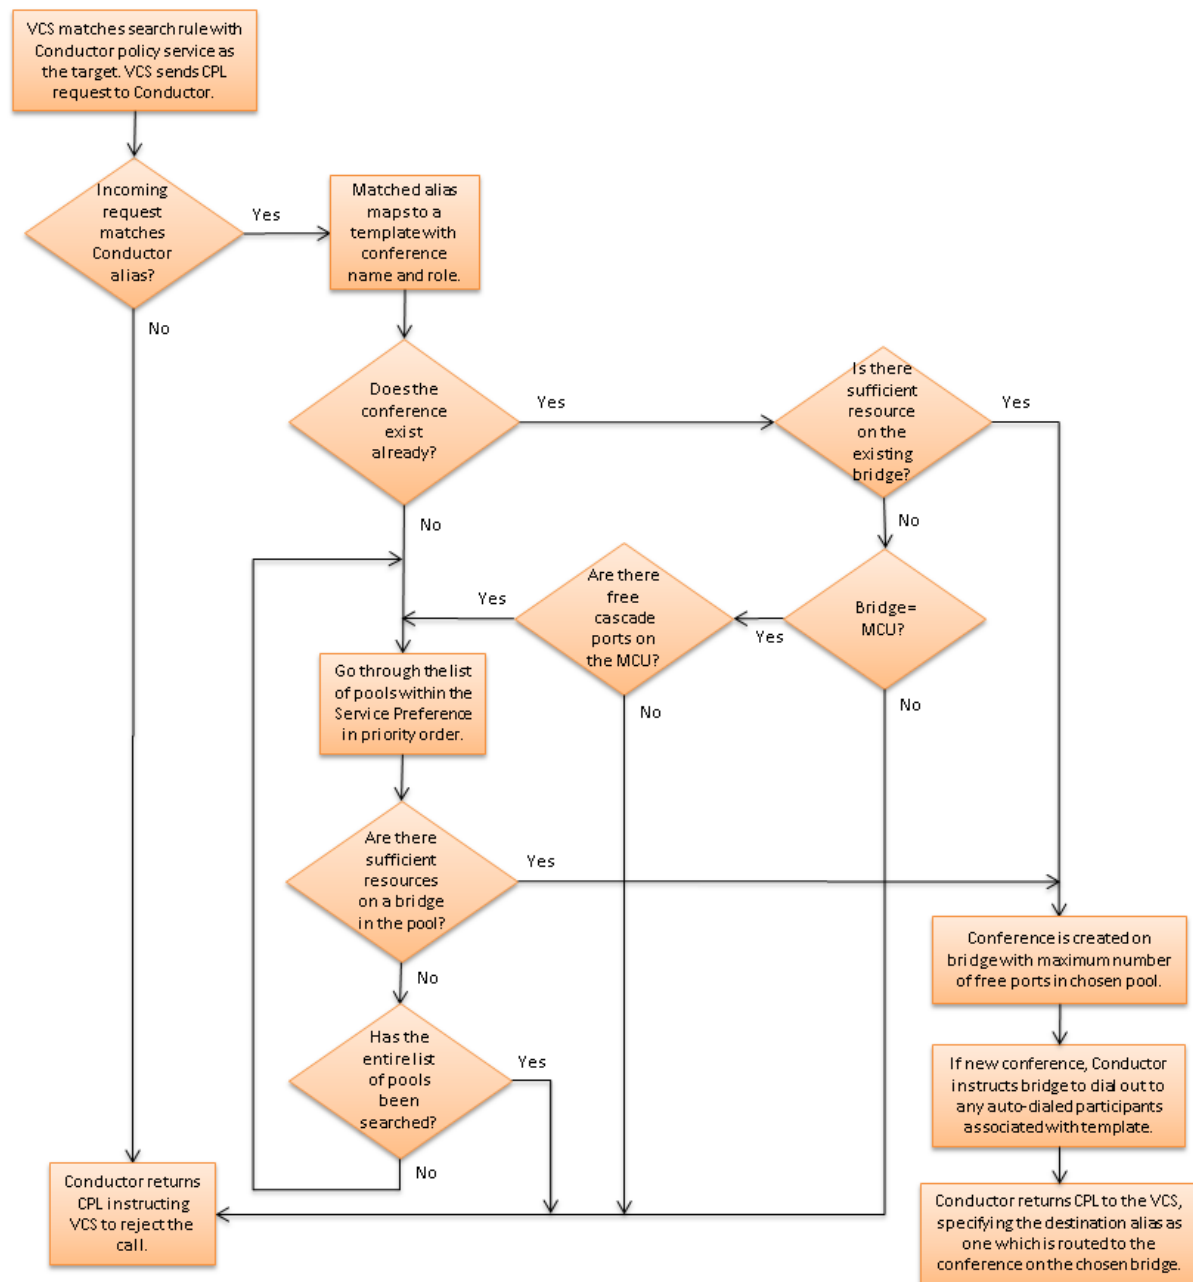 VCS matches search rule with
Conductor policy service as
the target. VCS sends CPL
request to Conductor.
Incoming
request
matches
Conductor
alias?
Yes
No
Matched alias
maps to a
template with
conference
name and role.
Does the
conference
exist
already?
Yes
No
Is there
sufficient
resource
on the
existing
bridge?
Yes
No
Bridge=
MCU?
Yes
No
Are there
free
cascade
ports on
the MCU?
Yes
No
Go through the list
of pools within the
Service Preference
in priority order.
Are there
sufficient
resources
on a bridge
in the pool?
Yes
No
Has the
entire list
of pools
been
searched?
Yes
No
Conductor returns
CPL instructing
VCS to reject the
call.
Conference is created on
bridge with maximum number
of free ports in chosen pool.
If new conference, Conductor
instructs bridge to dial out to
any auto-dialed participants
associated with template.
Conductor returns CPL to the VCS,
specifying the destination alias as
one which is routed to the
conference on the chosen bridge.